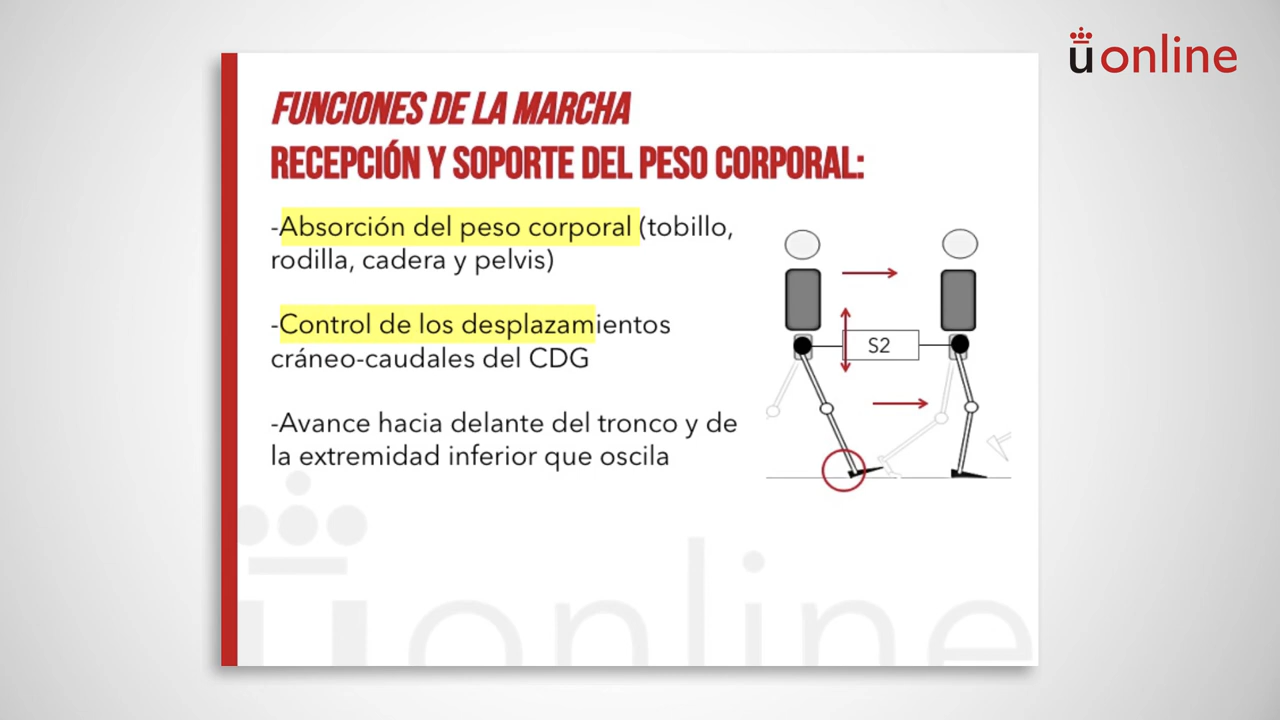 ü online
FUNCIONES DE LA MARCHA
RECEPCIÓN Y SOPORTE DEL PESO CORPORAL:
-Absorción del peso corporal (tobillo,
rodilla, cadera y pelvis)
-Control de los desplazamientos
cráneo-caudales del CDG
-Avance hacia delante del tronco y de
la extremidad inferior que oscila
S2
ü online